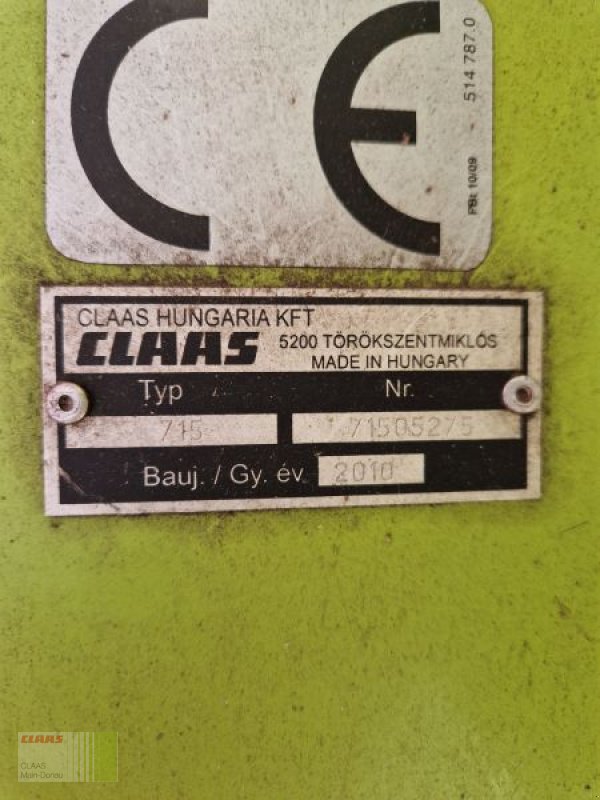 CE
514 787.0
PBt 10/09
CLAAS HUNGARIA KFT
CLAAS
5200 TÖRÖKSZENTMIKLÓS
MADE IN HUNGARY
Typ
Nr.
715
71505275
Bauj. / Gy. év
2010
CLAAS
CLAAS
Main-Donau